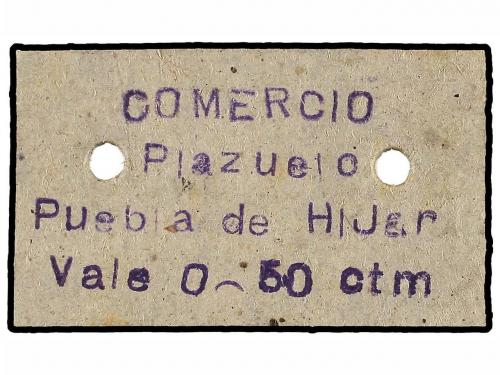 COMERCIO
Plazuelo
Puebla de HIJar
Vale 0-50 ctm